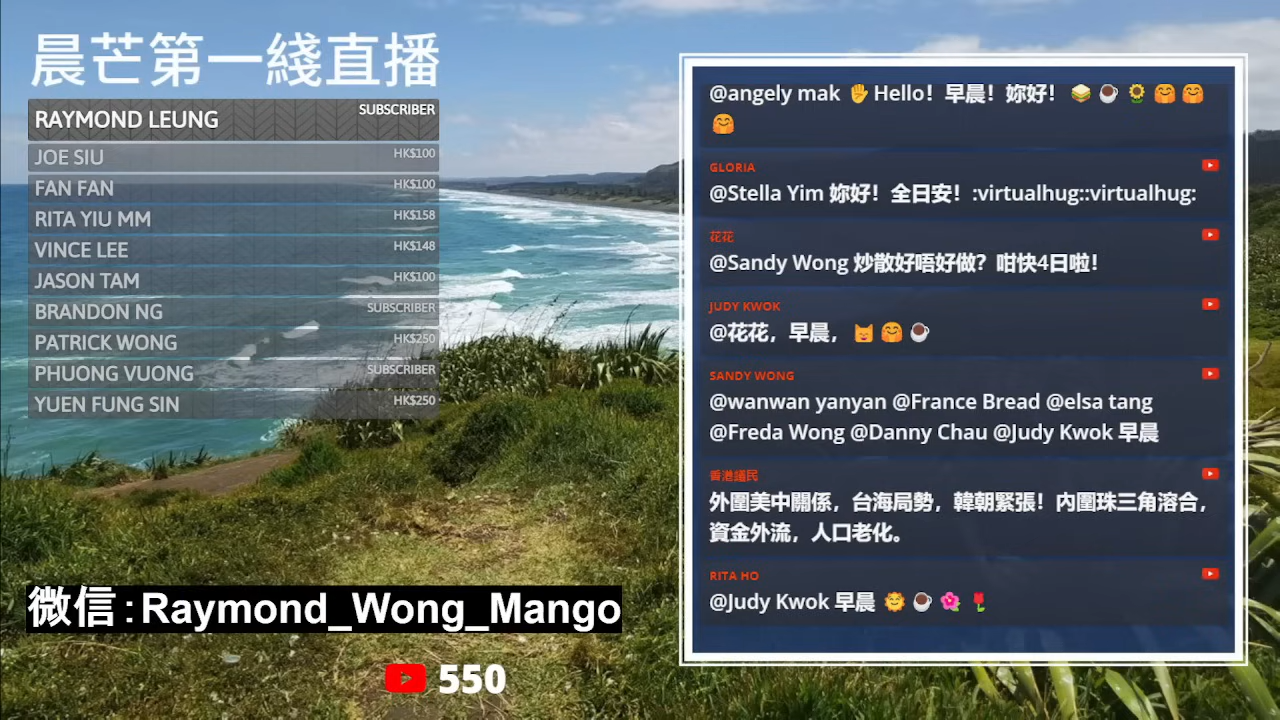 晨芒第一綫直播
RAYMOND LEUNG SUBSCRIBER
JOE SIU HK$100
FAN FAN HK$100
RITA YIU MM HK$158
VINCE LEE HK$148
JASON TAM HK$100
BRANDON NG SUBSCRIBER
PATRICK WONG HK$250
PHUONG VUONG SUBSCRIBER
YUEN FUNG SIN HK$250
微信:Raymond_Wong_Mango
550
@angely mak ✋Hello! 早晨! 妳好! 🥪 ☕ 🌻 🤗 🤗
🤗
GLORIA
@Stella Yim 妳好! 全日安! :virtualhug::virtualhug:
花花
@Sandy Wong 炒散好唔好做? 咁快4日啦!
JUDY KWOK
@花花, 早晨, 😺 🤗 ☕
SANDY WONG
@wanwan yanyan @France Bread @elsa tang
@Freda Wong @Danny Chau @Judy Kwok 早晨
香港議民
外圍美中關係, 台海局勢, 韓朝緊張! 內圍珠三角溶合,
資金外流, 人口老化。
RITA HO
@Judy Kwok 早晨 🌞 ☕ 🌺 🌷